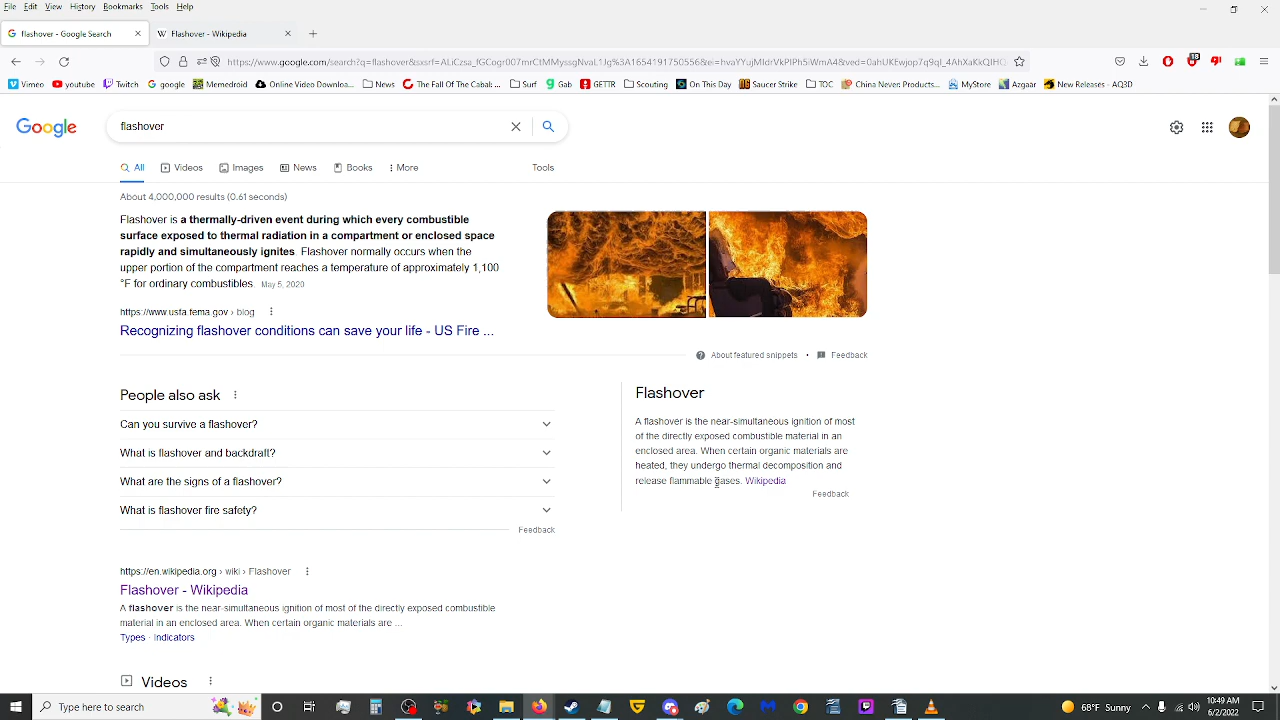 File Edit View History Bookmarks Tools Help
flashover - Google Search
Flashover - Wikipedia
Vimeo youtube Twitch google Memedroid Online Video Downloa... News The Fall Of The Cabal: ... Surf Gab GETTR Scouting On This Day Saucer Strike TOC China Never: Products... MyStore Azgaar New Releases - AQ3D
Google
flashover
All Videos Images News Books More Tools
About 4,000,000 results (0.61 seconds)
Flashover is a thermally-driven event during which every combustible
surface exposed to thermal radiation in a compartment or enclosed space
rapidly and simultaneously ignites. Flashover normally occurs when the
upper portion of the compartment reaches a temperature of approximately 1,100
°F for ordinary combustibles. May 5, 2020
https://www.usfa.fema.gov › blog
Recognizing flashover conditions can save your life - US Fire ...
About featured snippets • Feedback
People also ask
Can you survive a flashover?
What is flashover and backdraft?
What are the signs of a flashover?
What is flashover fire safety?
Feedback
Flashover
A flashover is the near-simultaneous ignition of most
of the directly exposed combustible material in an
enclosed area. When certain organic materials are
heated, they undergo thermal decomposition and
release flammable gases. Wikipedia
Feedback
https://en.wikipedia.org › wiki › Flashover
Flashover - Wikipedia
A flashover is the near-simultaneous ignition of most of the directly exposed combustible
material in an enclosed area. When certain organic materials are ...
Types · Indicators
Videos
Type here to search
68°F Sunny
10:49 AM
6/2/2022